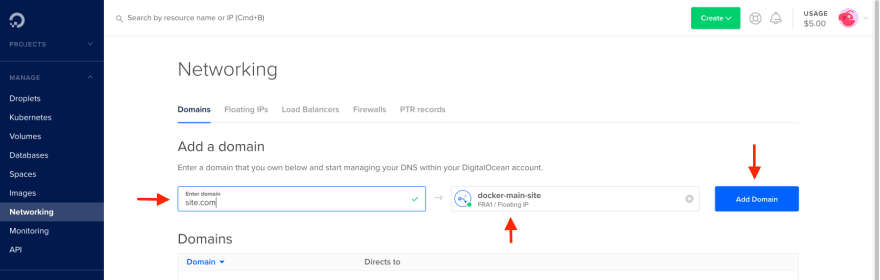 Search by resource name or IP (Cmd+B)
Create
USAGE
$5.00
PROJECTS
MANAGE
Droplets
Kubernetes
Volumes
Databases
Spaces
Images
Networking
Monitoring
API
Networking
Domains Floating IPs Load Balancers Firewalls PTR records
Add a domain
Enter a domain that you own below and start managing your DNS within your DigitalOcean account.
Enter domain
site.com
docker-main-site
FRA1 / Floating IP
Add Domain
Domains
Domain Directs to